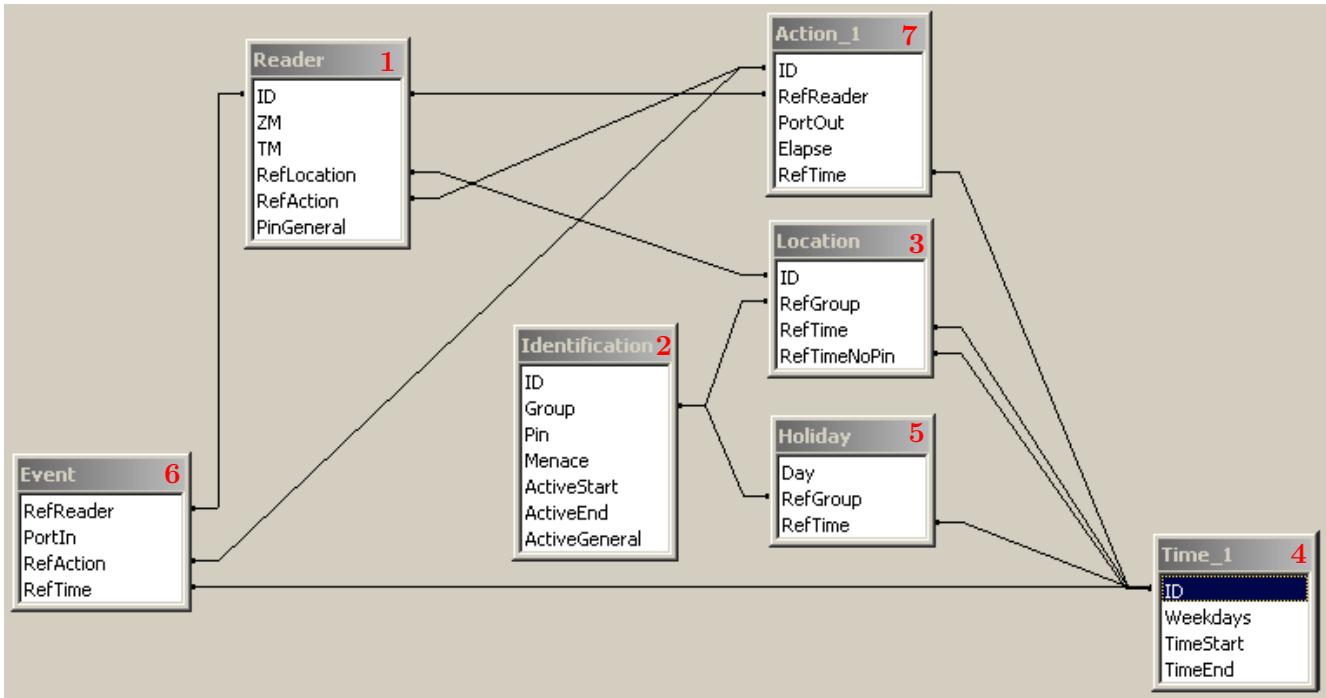 Reader 1
ID
ZM
TM
RefLocation
RefAction
PinGeneral
Action_1 7
ID
RefReader
PortOut
Elapse
RefTime
Location 3
ID
RefGroup
RefTime
RefTimeNoPin
Identification 2
ID
Group
Pin
Menace
ActiveStart
ActiveEnd
ActiveGeneral
Holiday 5
Day
RefGroup
RefTime
Event 6
RefReader
PortIn
RefAction
RefTime
Time_1 4
ID
Weekdays
TimeStart
TimeEnd